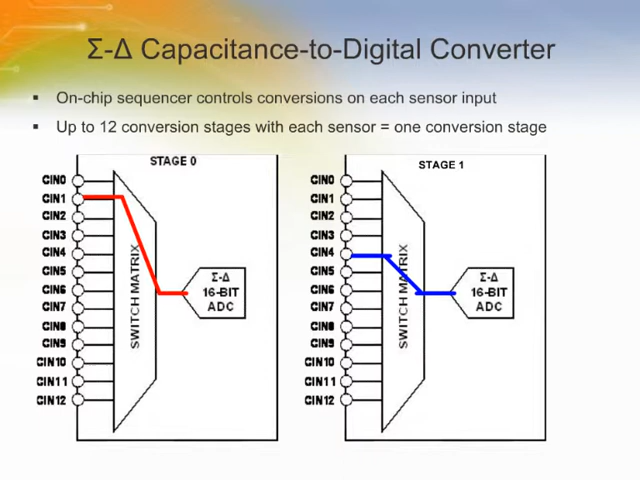 Σ-Δ Capacitance-to-Digital Converter
▪ On-chip sequencer controls conversions on each sensor input
▪ Up to 12 conversion stages with each sensor = one conversion stage
STAGE 0
CIN0
CIN1
CIN2
CIN3
CIN4
CIN5
CIN6
CIN7
CIN8
CIN9
CIN10
CIN11
CIN12
SWITCH MATRIX
Σ-Δ
16-BIT
ADC
STAGE 1
CIN0
CIN1
CIN2
CIN3
CIN4
CIN5
CIN6
CIN7
CIN8
CIN9
CIN10
CIN11
CIN12
SWITCH MATRIX
Σ-Δ
16-BIT
ADC